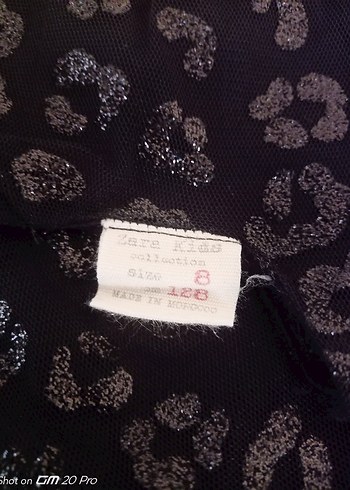 Zara Kids
collection
size 8
cm 128
MADE IN MOROCCO
Shot on GM 20 Pro